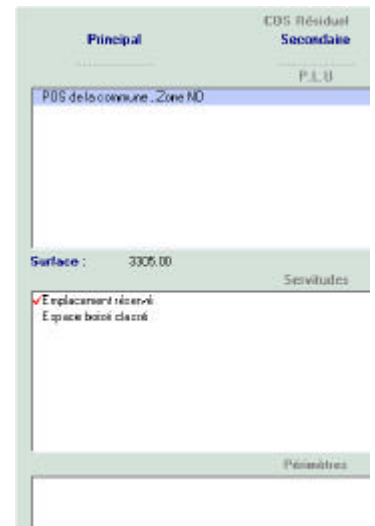 COS Résiduel
Principal Secondaire
P.L.U
POS de la commune..Zone ND
Surface : 3305.00
Servitudes
Emplacement réservé
Espace boisé classé
Périmètres